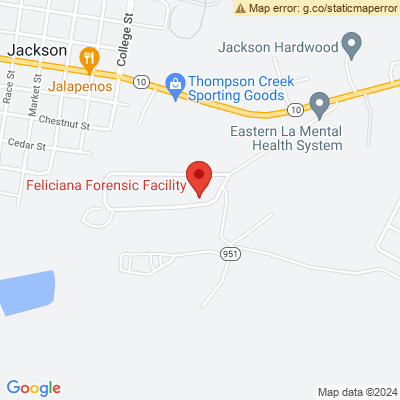 Map error: g.co/staticmaperror
Jackson
College St
Jackson Hardwood
Race St
Market St
Jalapenos
10
Thompson Creek
Sporting Goods
10
Chestnut St
Eastern La Mental
Health System
Cedar St
Feliciana Forensic Facility
951
Google
Map data ©2024